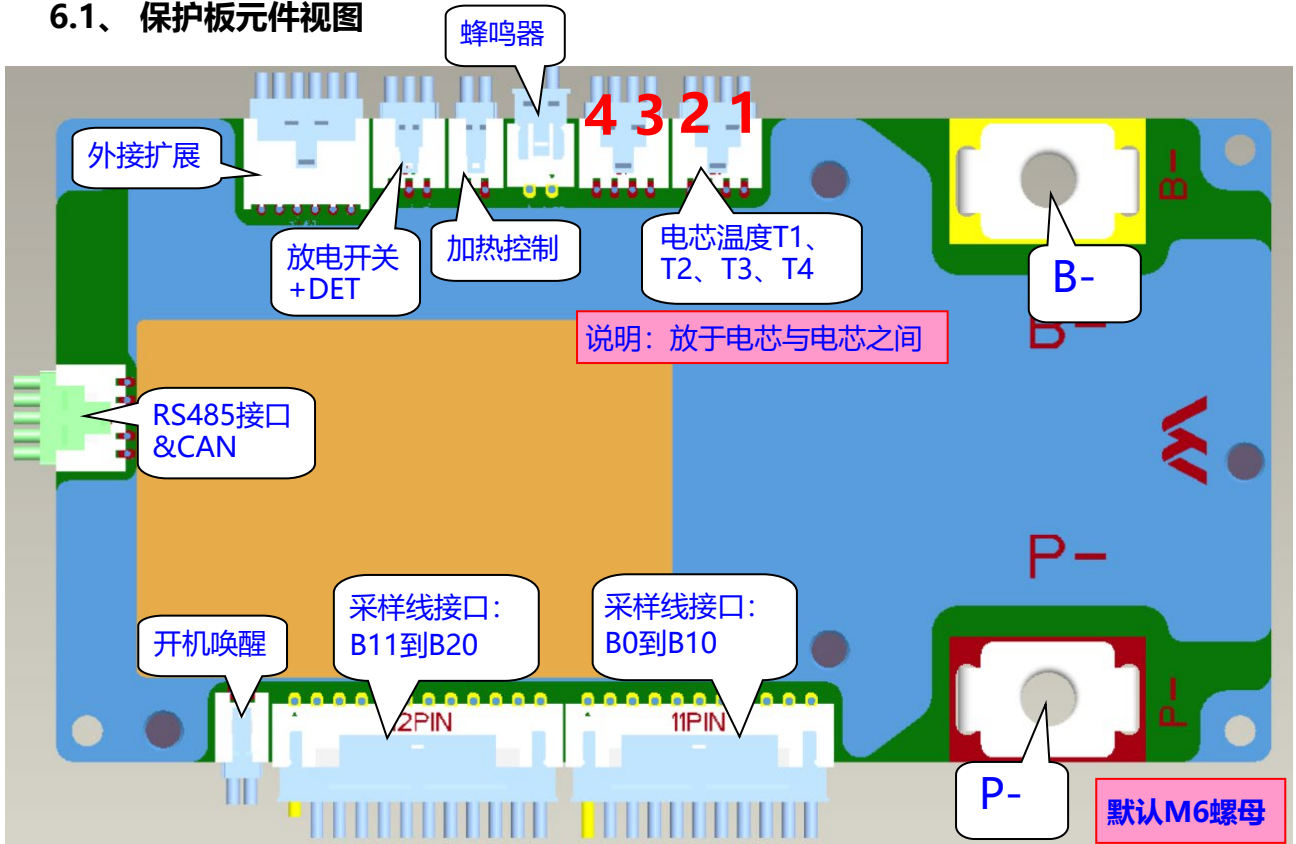 6.1、 保护板元件视图
蜂鸣器
4 3 2 1
外接扩展
放电开关
+DET
加热控制
电芯温度T1、
T2、T3、T4
B-
B-
说明：放于电芯与电芯之间
B-
RS485接口
&CAN
P-
采样线接口：
B11到B20
采样线接口：
B0到B10
开机唤醒
P-
2PIN
11PIN
P-
默认M6螺母